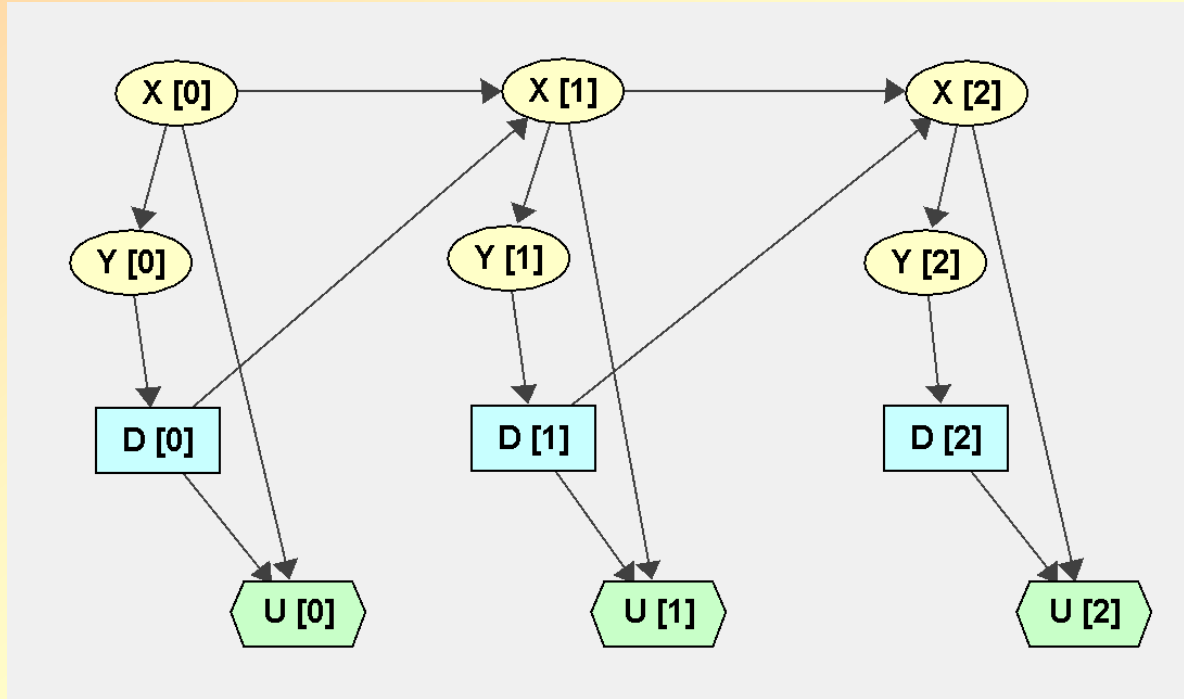 X [0]
X [1]
X [2]
Y [0]
Y [1]
Y [2]
D [0]
D [1]
D [2]
U [0]
U [1]
U [2]